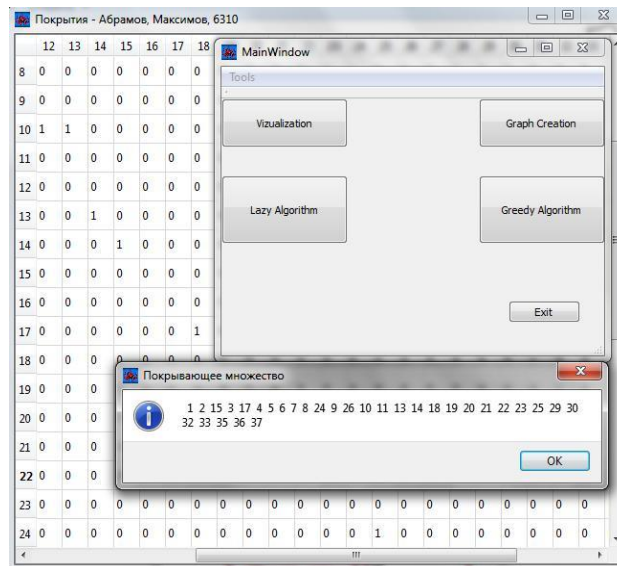 Покрытия - Абрамов, Максимов, 6310
12 13 14 15 16 17 18
MainWindow
Tools
8 0 0 0 0 0 0 0
9 0 0 0 0 0 0 0
Vizualization Graph Creation
10 1 1 0 0 0 0 0
11 0 0 0 0 0 0 0
12 0 0 0 0 0 0 0
13 0 0 1 0 0 0 0
Lazy Algorithm Greedy Algorithm
14 0 0 0 1 0 0 0
15 0 0 0 0 0 0 0
16 0 0 0 0 0 0 0
Exit
17 0 0 0 0 0 0 1
18 0 0 0 0 0 0 0
Покрывающее множество
19 0 0 0
1 2 15 3 17 4 5 6 7 8 24 9 26 10 11 13 14 18 19 20 21 22 23 25 29 30
32 33 35 36 37
20 0 0 0
21 0 0 0
OK
22 0 0 0
23 0 0 0 0 0 0 0 0 0 0 0 0 0 0 0 0 0 0 0 0 0 0
24 0 0 0 0 0 0 0 0 0 0 0 0 0 1 0 0 0 0 0 0 0 0